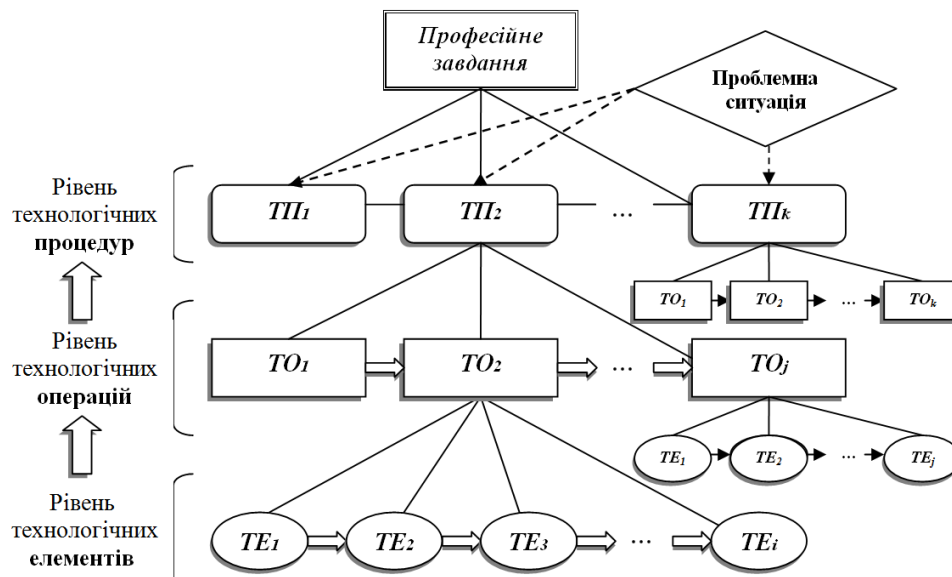 Професійне
завдання
Проблемна
ситуація
Рівень
технологічних
процедур
ТП1
ТП2
...
ТПk
ТО1
ТО2
...
ТОk
Рівень
технологічних
операцій
ТО1
ТО2
...
ТОj
ТЕ1
ТЕ2
...
ТЕj
Рівень
технологічних
елементів
ТЕ1
ТЕ2
ТЕ3
...
ТЕi